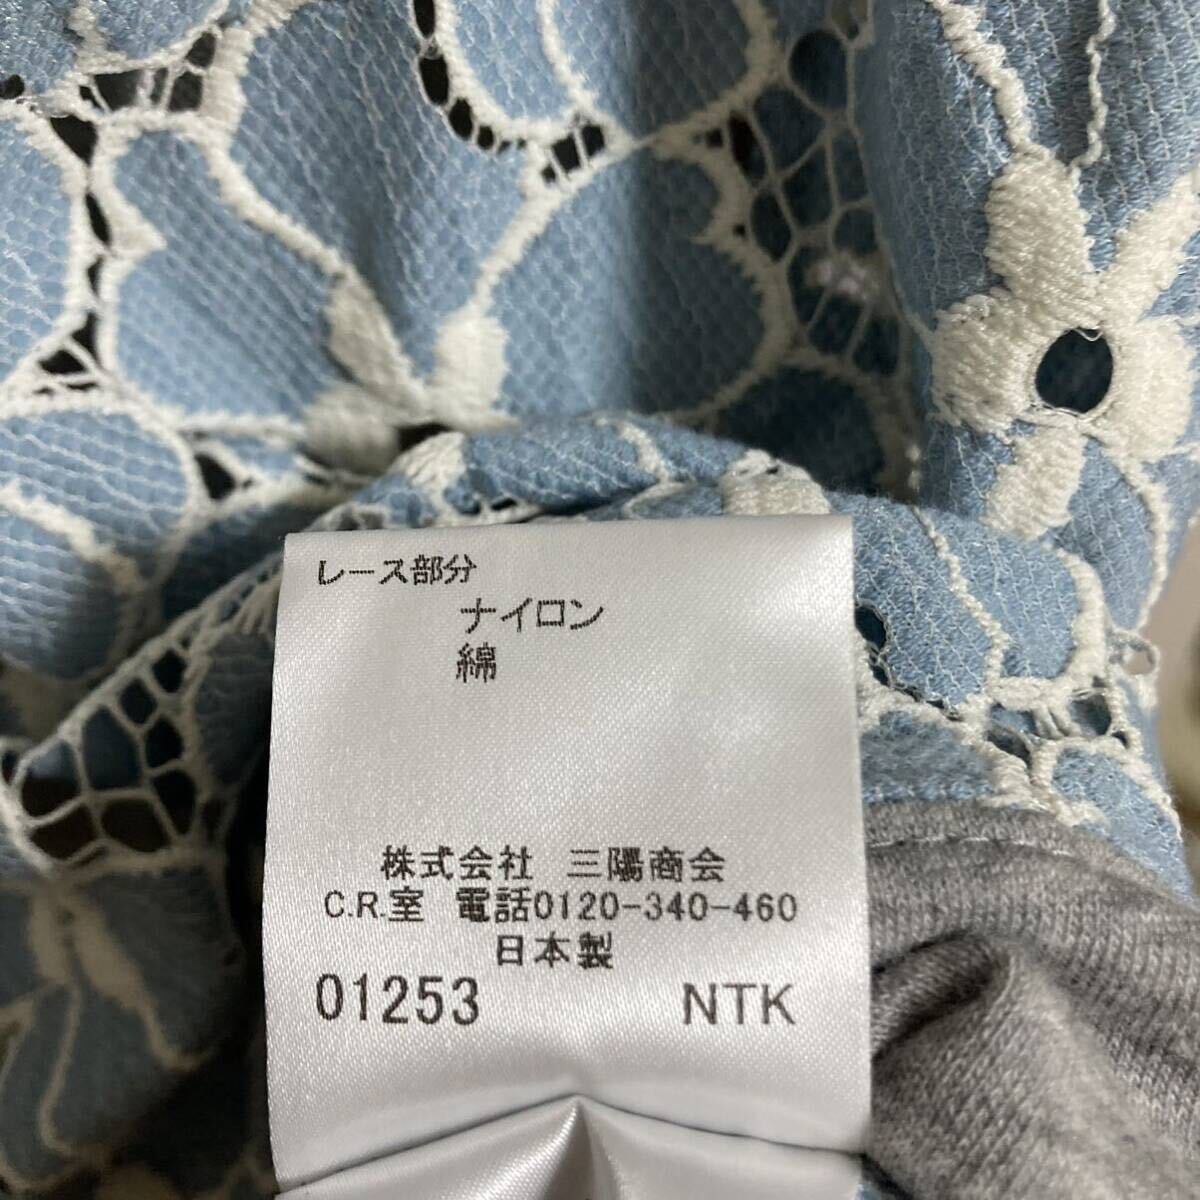 レース部分
ナイロン
綿
株式会社 三陽商会
C.R.室 電話0120-340-460
日本製
01253 NTK